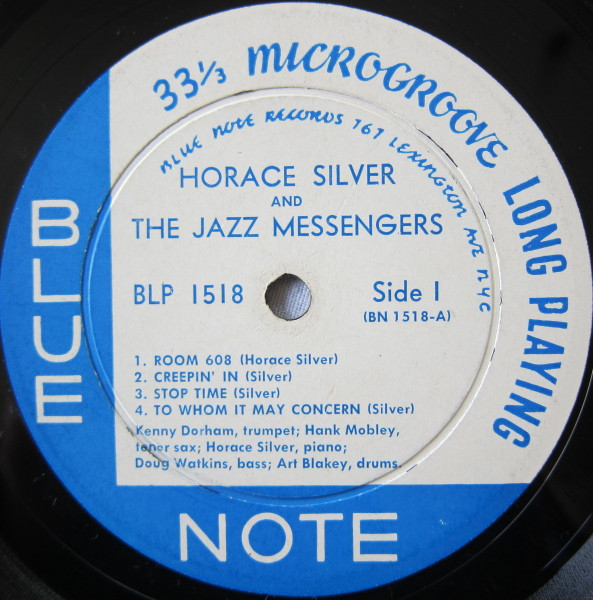 33⅓ MICROGROOVE LONG PLAYING
BLUE NOTE RECORDS 767 LEXINGTON AVE NYC
HORACE SILVER
AND
THE JAZZ MESSENGERS
BLP 1518
Side 1
(BN 1518-A)
1. ROOM 608 (Horace Silver)
2. CREEPIN' IN (Silver)
3. STOP TIME (Silver)
4. TO WHOM IT MAY CONCERN (Silver)
Kenny Dorham, trumpet; Hank Mobley,
tenor sax; Horace Silver, piano;
Doug Watkins, bass; Art Blakey, drums.
BLUE
NOTE